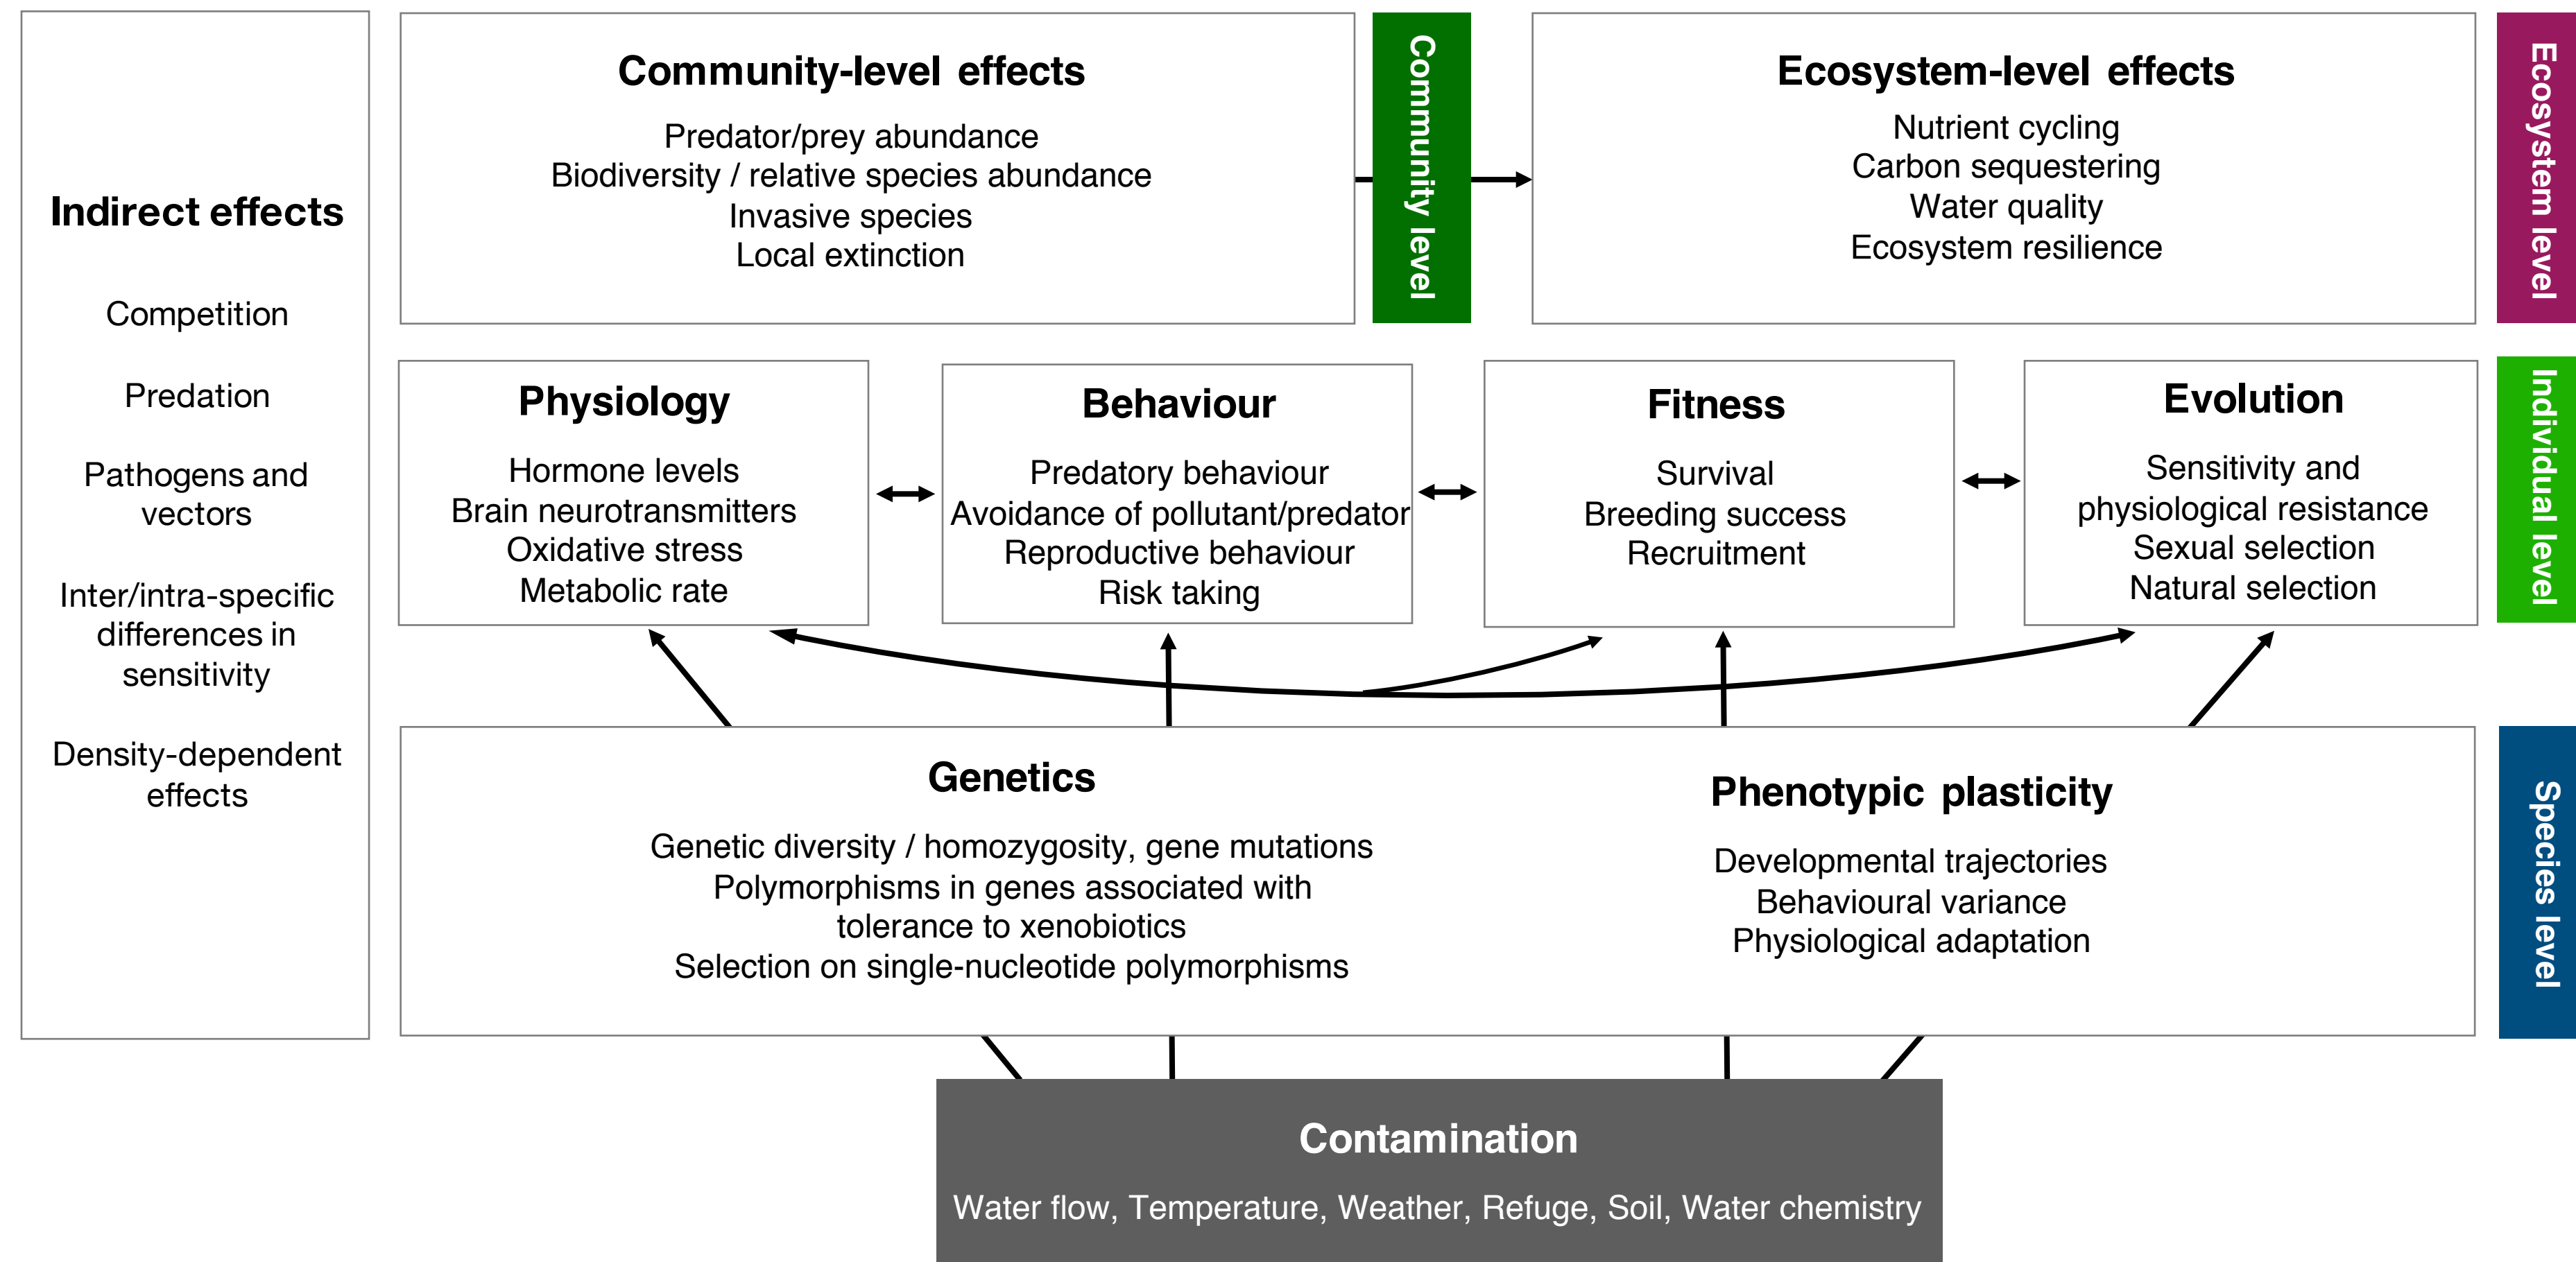 Indirect effects
Competition
Predation
Pathogens and
vectors
Inter/intra-specific
differences in
sensitivity
Density-dependent
effects
Community-level effects
Predator/prey abundance
Biodiversity / relative species abundance
Invasive species
Local extinction
Community level
Ecosystem-level effects
Nutrient cycling
Carbon sequestering
Water quality
Ecosystem resilience
Ecosystem level
Physiology
Hormone levels
Brain neurotransmitters
Oxidative stress
Metabolic rate
Behaviour
Predatory behaviour
Avoidance of pollutant/predator
Reproductive behaviour
Risk taking
Fitness
Survival
Breeding success
Recruitment
Evolution
Sensitivity and
physiological resistance
Sexual selection
Natural selection
Individual level
Genetics
Genetic diversity / homozygosity, gene mutations
Polymorphisms in genes associated with
tolerance to xenobiotics
Selection on single-nucleotide polymorphisms
Phenotypic plasticity
Developmental trajectories
Behavioural variance
Physiological adaptation
Species level
Contamination
Water flow, Temperature, Weather, Refuge, Soil, Water chemistry